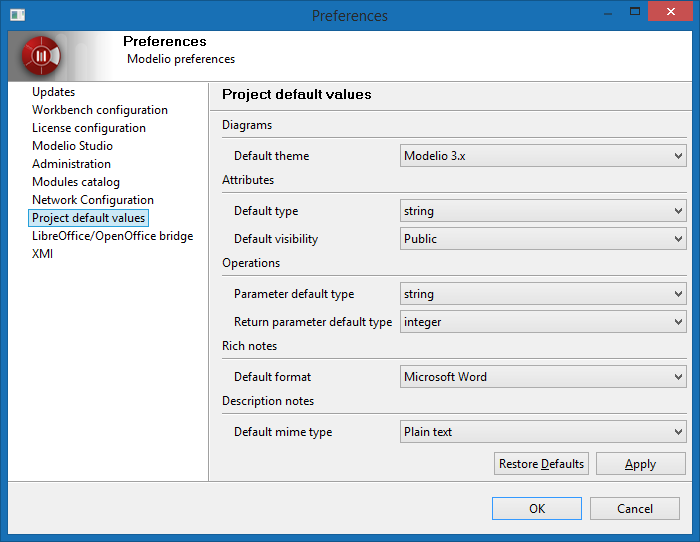 Preferences
Preferences
Modelio preferences
Updates
Workbench configuration
License configuration
Modelio Studio
Administration
Modules catalog
Network Configuration
Project default values
LibreOffice/OpenOffice bridge
XMI
Project default values
Diagrams
Default theme Modelio 3.x
Attributes
Default type string
Default visibility Public
Operations
Parameter default type string
Return parameter default type integer
Rich notes
Default format Microsoft Word
Description notes
Default mime type Plain text
Restore Defaults Apply
OK Cancel